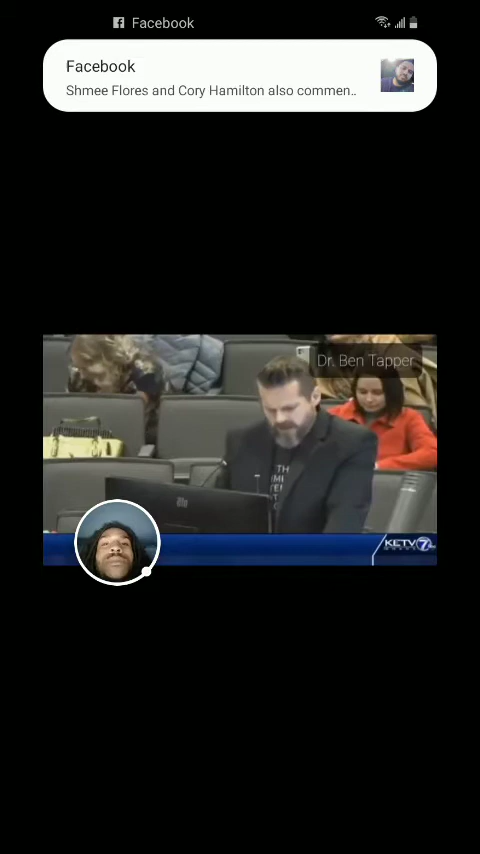 Facebook
Facebook
Shmee Flores and Cory Hamilton also commen..
Dr. Ben Tapper
KETV 7